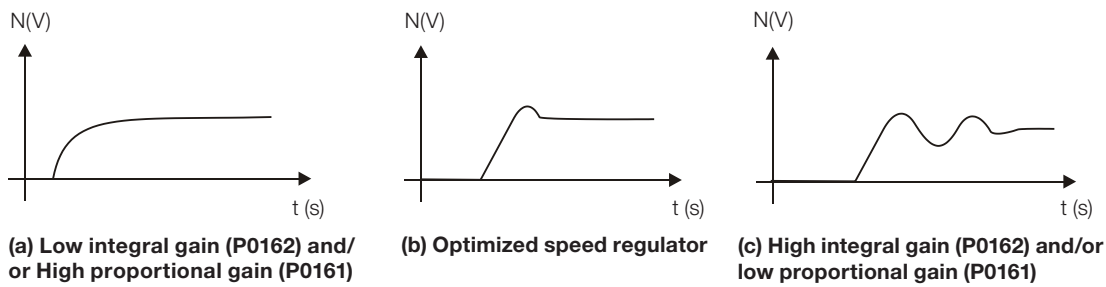 N(V)
t (s)
(a) Low integral gain (P0162) and/
or High proportional gain (P0161)
N(V)
t (s)
(b) Optimized speed regulator
N(V)
t (s)
(c) High integral gain (P0162) and/or
low proportional gain (P0161)